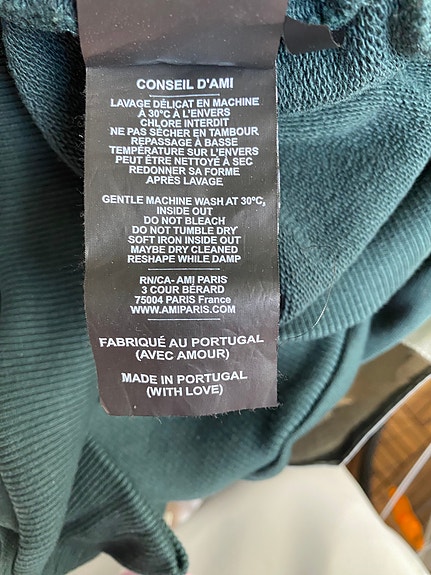 CONSEIL D'AMI
LAVAGE DÉLICAT EN MACHINE
À 30°C À L'ENVERS
CHLORE INTERDIT
NE PAS SÉCHER EN TAMBOUR
REPASSAGE À BASSE
TEMPÉRATURE SUR L'ENVERS
PEUT ÊTRE NETTOYÉ À SEC
REDONNER SA FORME
APRÈS LAVAGE
GENTLE MACHINE WASH AT 30°C,
INSIDE OUT
DO NOT BLEACH
DO NOT TUMBLE DRY
SOFT IRON INSIDE OUT
MAYBE DRY CLEANED
RESHAPE WHILE DAMP
RN/CA- AMI PARIS
3 COUR BÉRARD
75004 PARIS France
WWW.AMIPARIS.COM
FABRIQUÉ AU PORTUGAL
(AVEC AMOUR)
MADE IN PORTUGAL
(WITH LOVE)